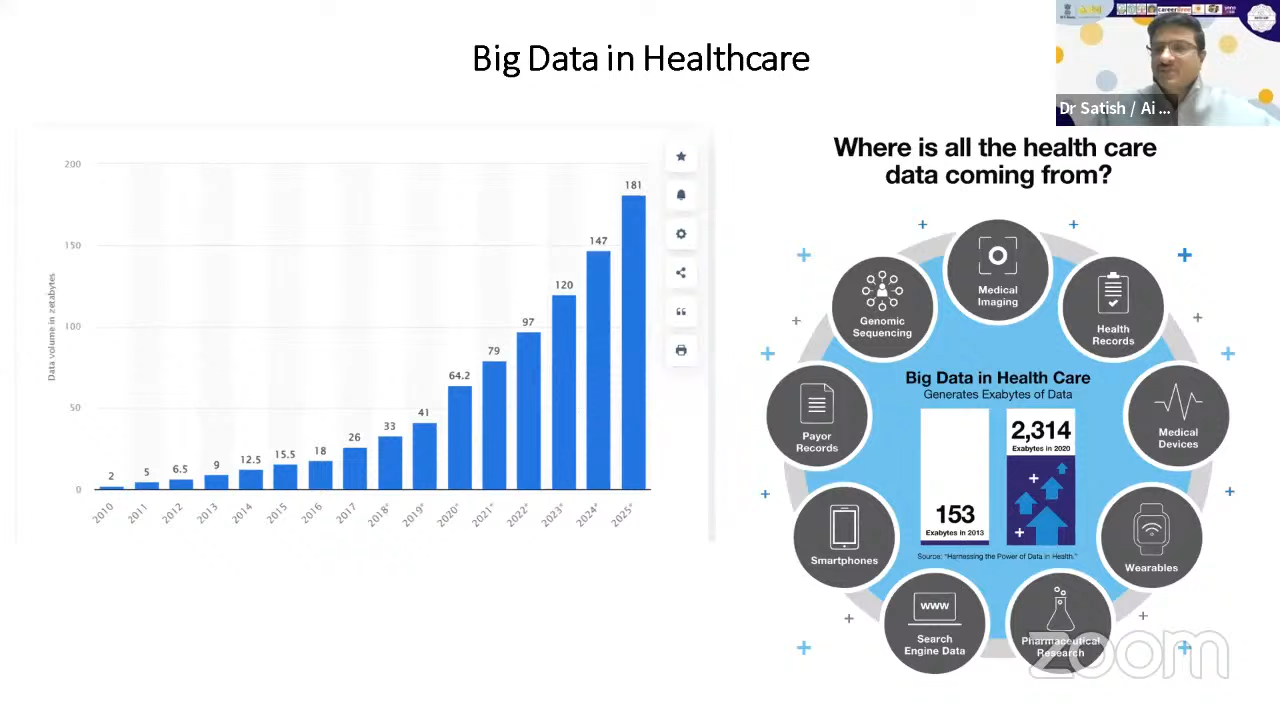 Big Data in Healthcare
Dr Satish / Ai ...
Data volume in zetabytes
200
150
100
50
0
2
5
6.5
9
12.5
15.5
18
26
33
41
64.2
79
97
120
147
181
2010
2011
2012
2013
2014
2015
2016
2017
2018*
2019*
2020*
2021*
2022*
2023*
2024*
2025*
Where is all the health care
data coming from?
Medical
Imaging
Health
Records
Medical
Devices
Wearables
Pharmaceutical
Research
www
Search
Engine Data
Smartphones
Payor
Records
Genomic
Sequencing
Big Data in Health Care
Generates Exabytes of Data
153
Exabytes in 2013
2,314
Exabytes in 2020
Source: "Harnessing the Power of Data in Health."
zoom